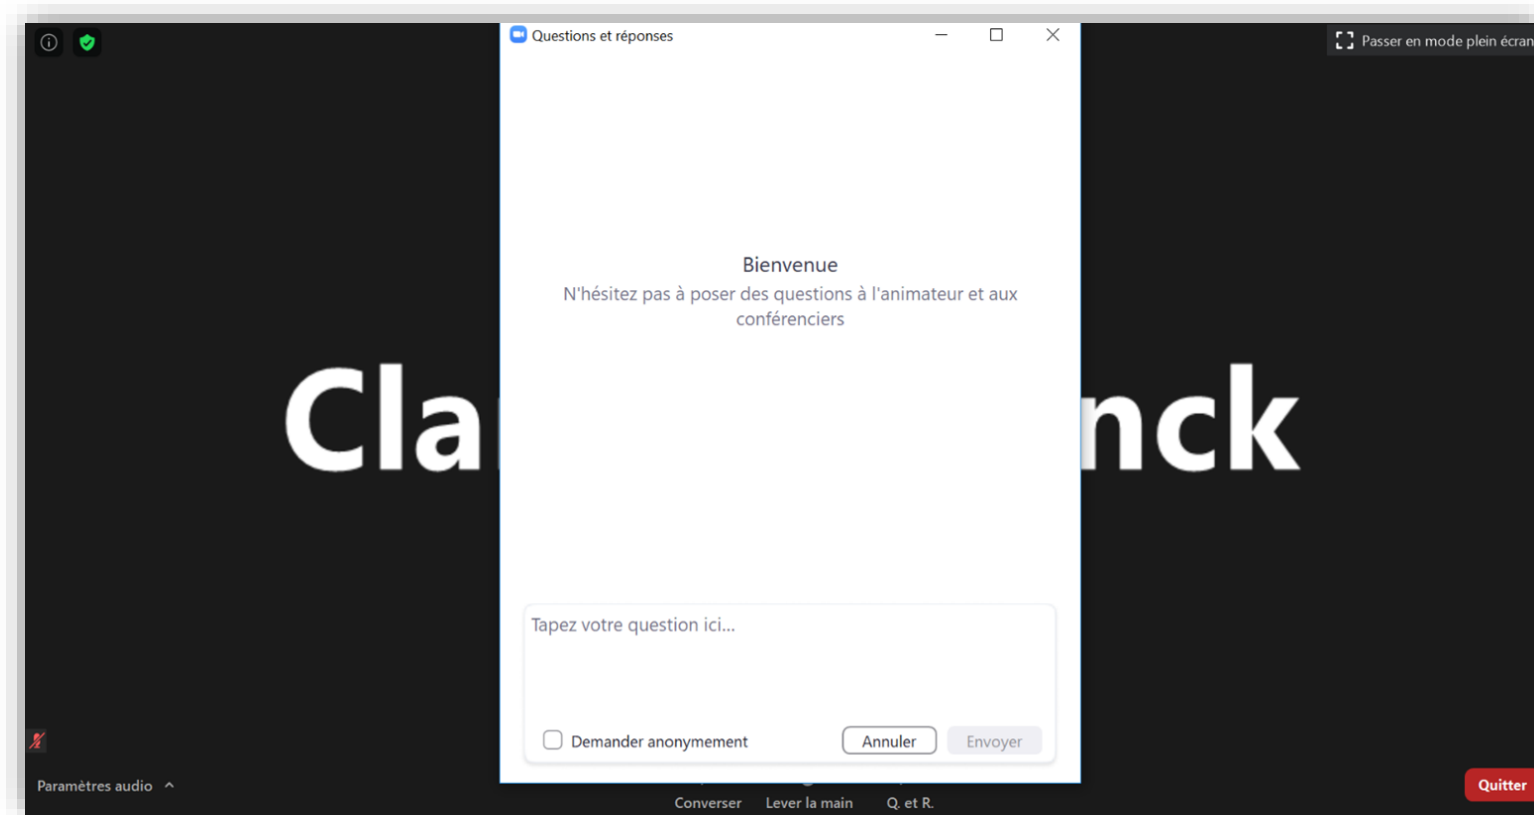 Questions et réponses
Passer en mode plein écran
Bienvenue
N'hésitez pas à poser des questions à l'animateur et aux
conférenciers
Cla nck
Tapez votre question ici...
Demander anonymement Annuler Envoyer
Paramètres audio
Converser Lever la main Q. et R.
Quitter